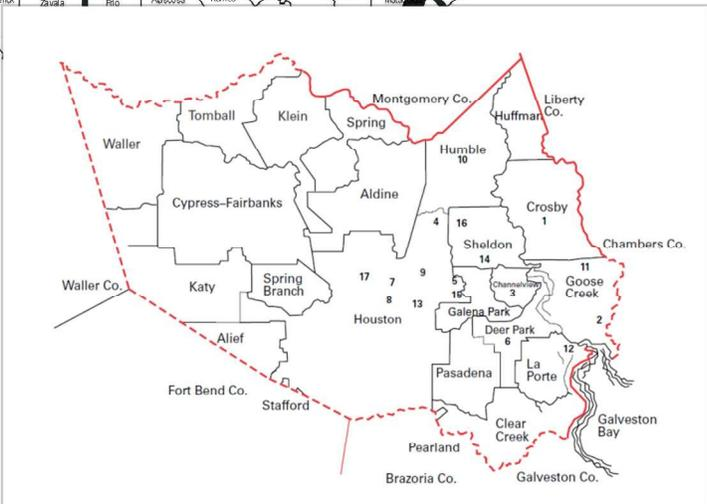 Zavala
Frio
Montgomery Co.
Liberty
Co.
Tomball
Klein
Spring
Huffman
Waller
Humble
10
Aldine
Cypress–Fairbanks
Crosby
1
4
16
Sheldon
14
Chambers Co.
11
Goose
Creek
2
Waller Co.
Katy
Spring
Branch
17
7
9
8
13
Houston
5
15
Channelview
3
Galena Park
Deer Park
6
12
Alief
Pasadena
La
Porte
Fort Bend Co.
Stafford
Clear
Creek
Galveston
Bay
Pearland
Brazoria Co.
Galveston Co.